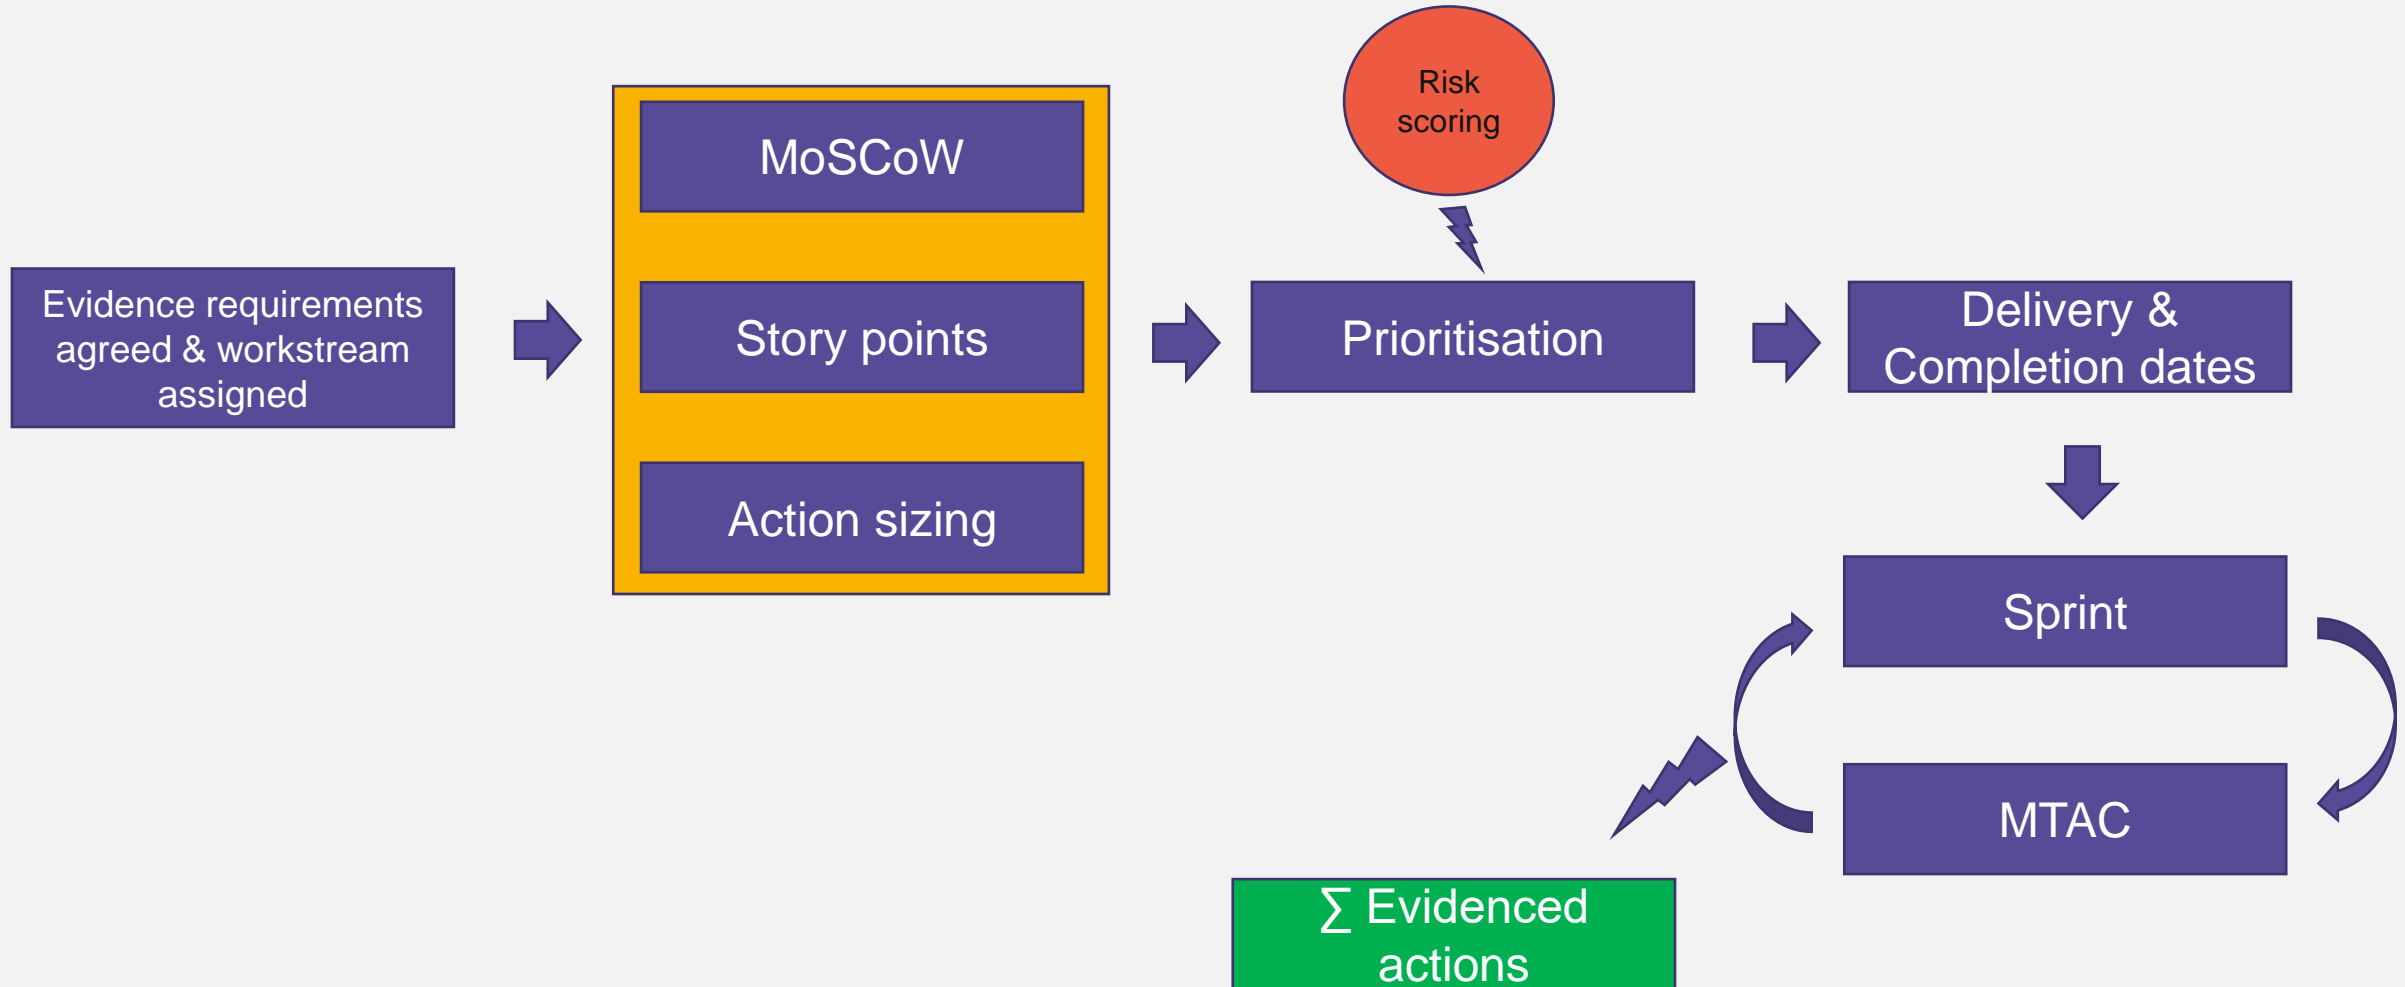 Evidence requirements
agreed & workstream
assigned
MoSCoW
Story points
Action sizing
Risk
scoring
Prioritisation
Delivery &
Completion dates
Sprint
MTAC
∑ Evidenced
actions